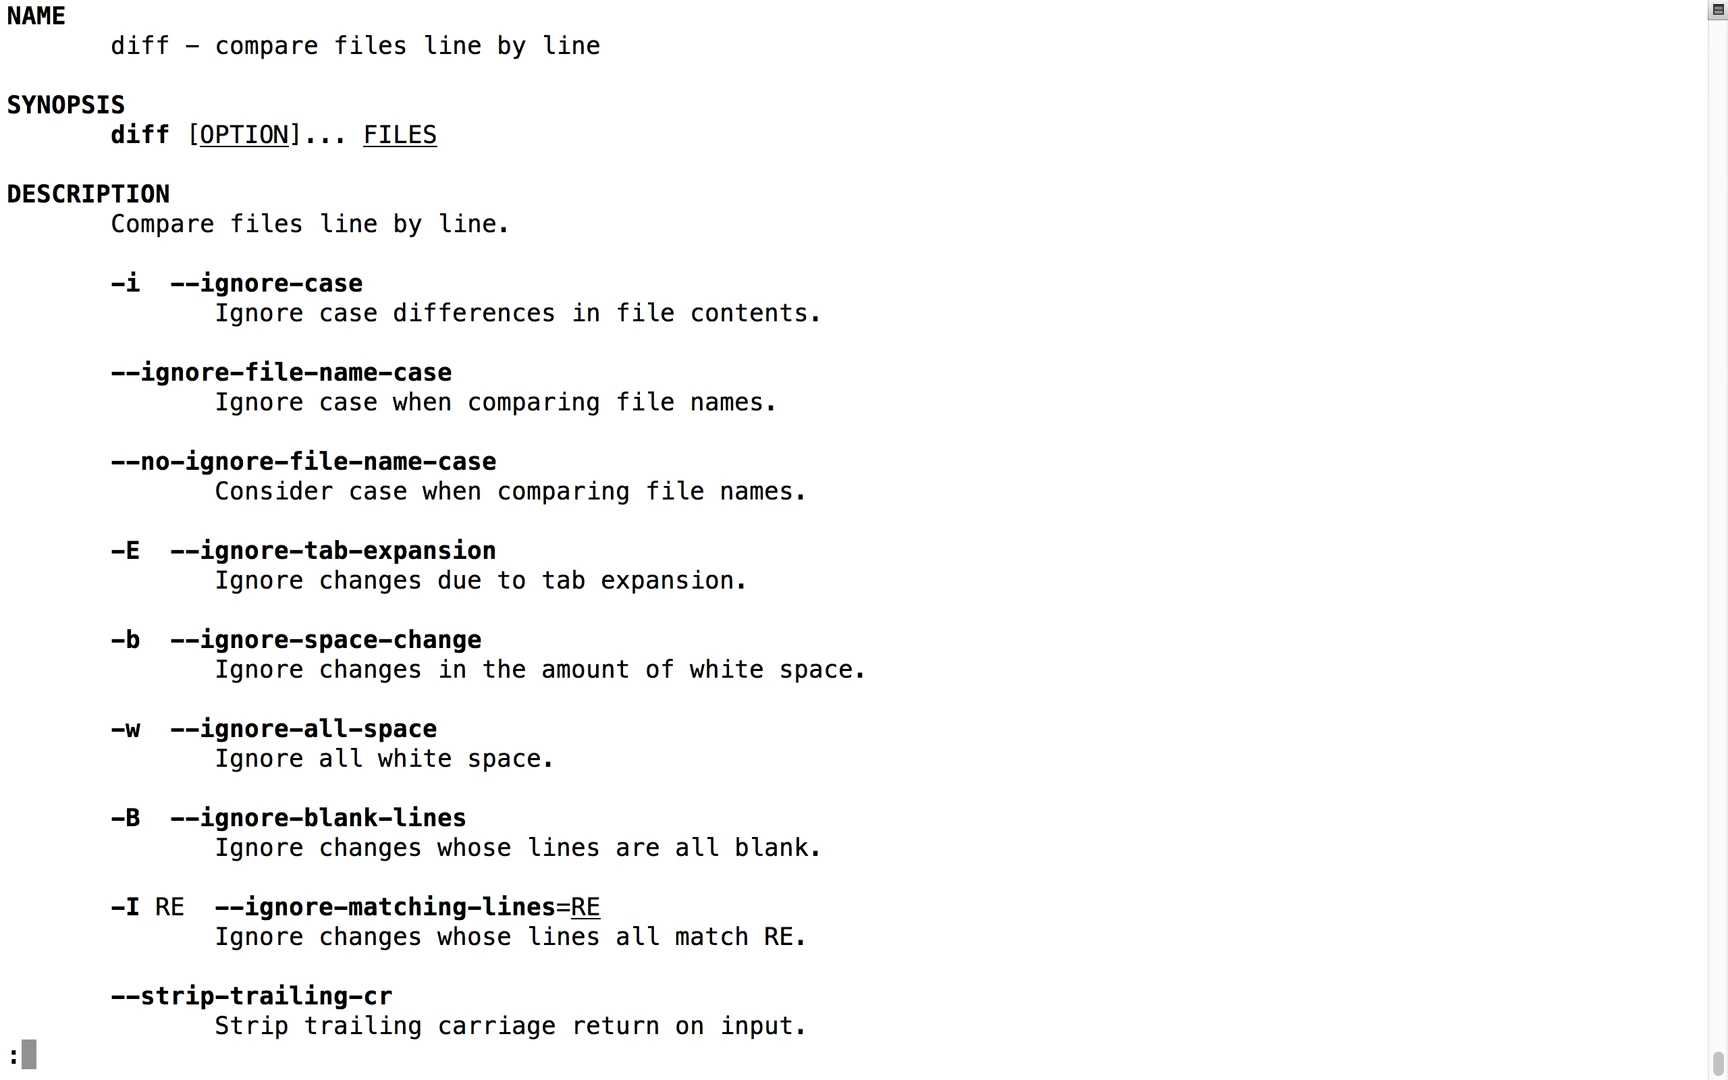 NAME
diff - compare files line by line
SYNOPSIS
diff [OPTION]... FILES
DESCRIPTION
Compare files line by line.
-i  --ignore-case
Ignore case differences in file contents.
--ignore-file-name-case
Ignore case when comparing file names.
--no-ignore-file-name-case
Consider case when comparing file names.
-E  --ignore-tab-expansion
Ignore changes due to tab expansion.
-b  --ignore-space-change
Ignore changes in the amount of white space.
-w  --ignore-all-space
Ignore all white space.
-B  --ignore-blank-lines
Ignore changes whose lines are all blank.
-I RE  --ignore-matching-lines=RE
Ignore changes whose lines all match RE.
--strip-trailing-cr
Strip trailing carriage return on input.
: